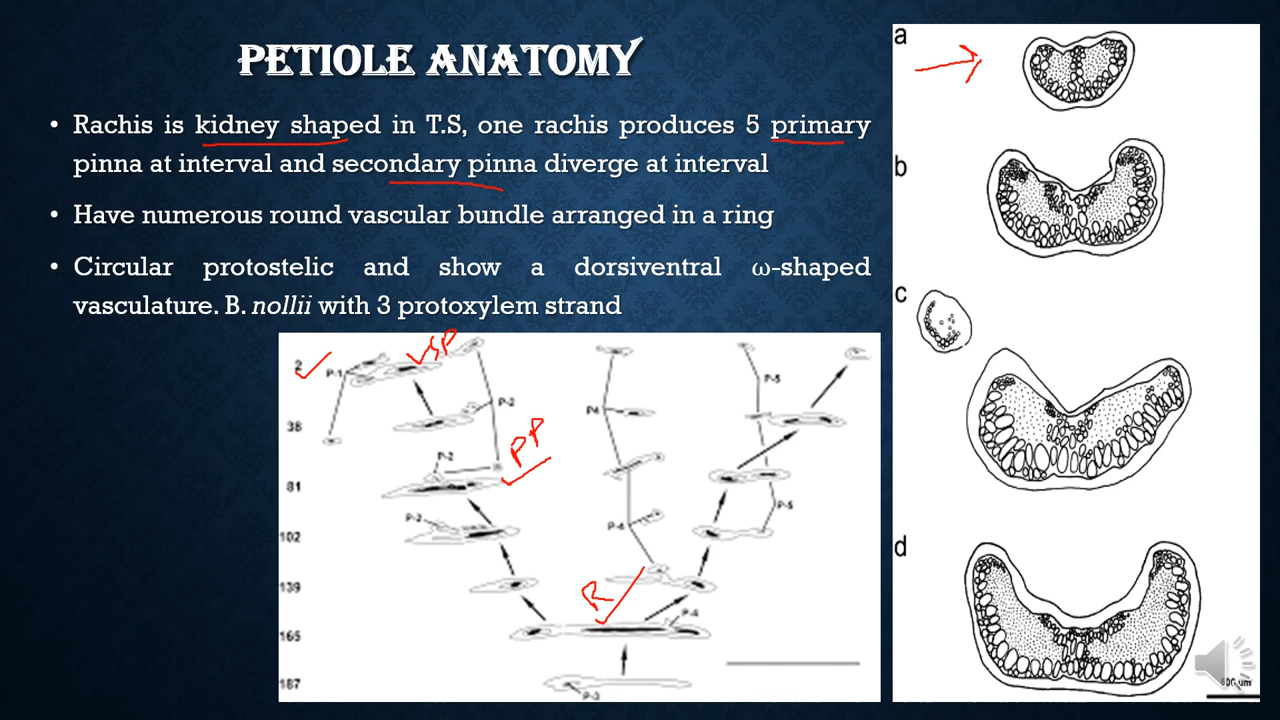 PETIOLE ANATOMY
• Rachis is kidney shaped in T.S, one rachis produces 5 primary
pinna at interval and secondary pinna diverge at interval
• Have numerous round vascular bundle arranged in a ring
• Circular protostelic and show a dorsiventral ω-shaped
vasculature. B. nollii with 3 protoxylem strand
2
P-1
SP
P-2
P-5
38
P4
PP
P-2
81
P-5
P-2
102
P-4
139
R
165
P-4
187
P-3
a
b
c
d